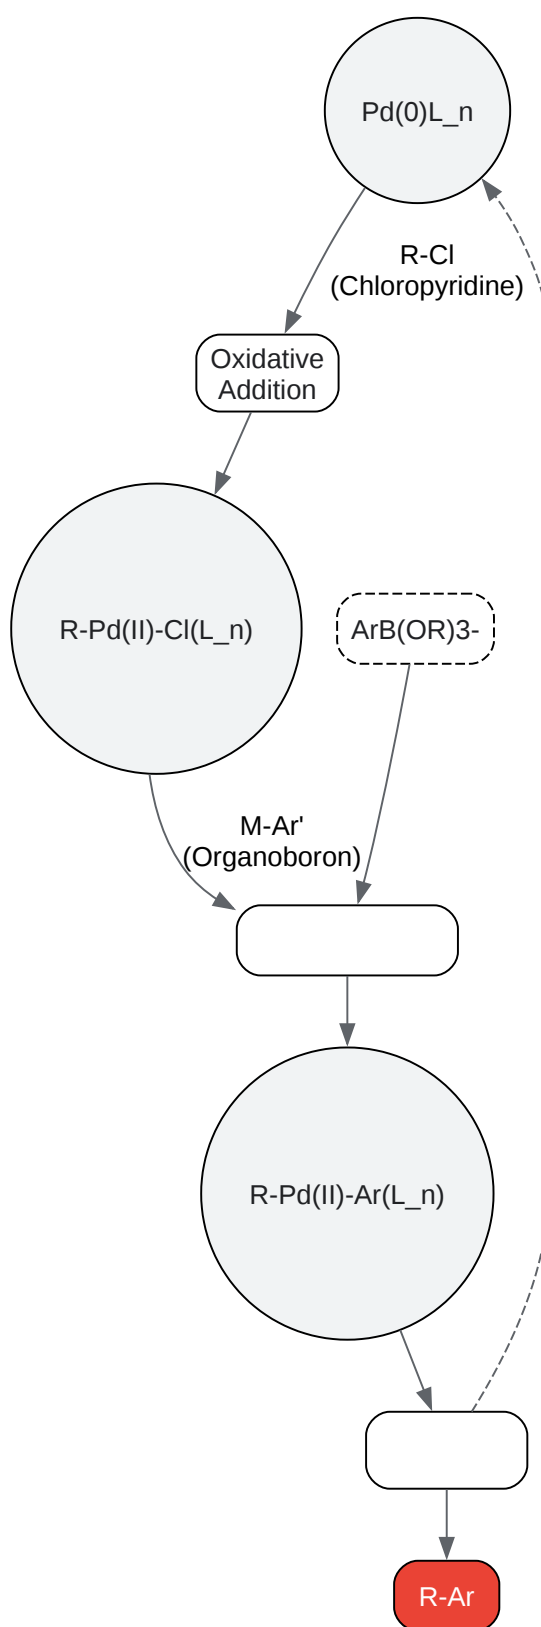 Pd(0)L_n
R-Cl
(Chloropyridine)
Oxidative
Addition
R-Pd(II)-Cl(L_n)
ArB(OR)3-
M-Ar'
(Organoboron)
R-Pd(II)-Ar(L_n)
R-Ar